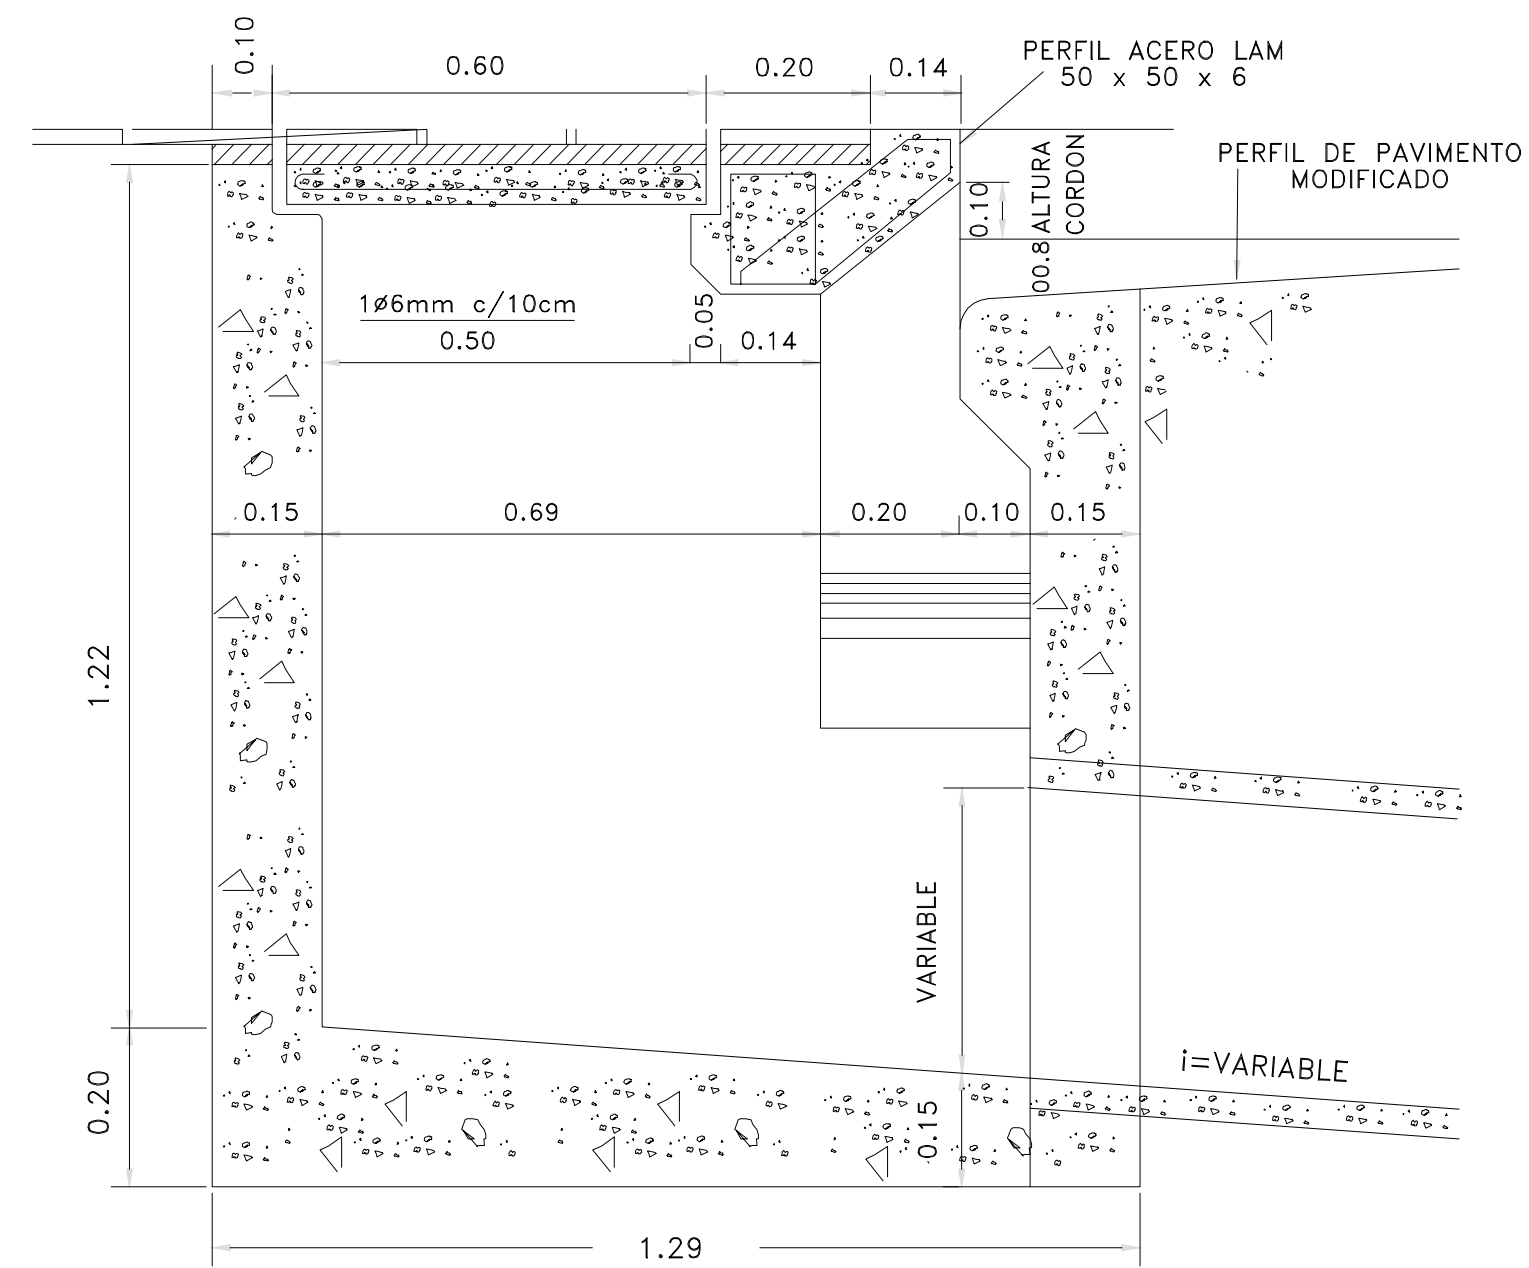 0.10
0.60
0.20
0.14
PERFIL ACERO LAM
50 x 50 x 6
PERFIL DE PAVIMENTO
MODIFICADO
0.10
00.8 ALTURA
CORDON
1ø6mm c/10cm
0.50
0.05
0.14
0.15
0.69
0.20
0.10
0.15
1.22
VARIABLE
i=VARIABLE
0.20
0.15
1.29